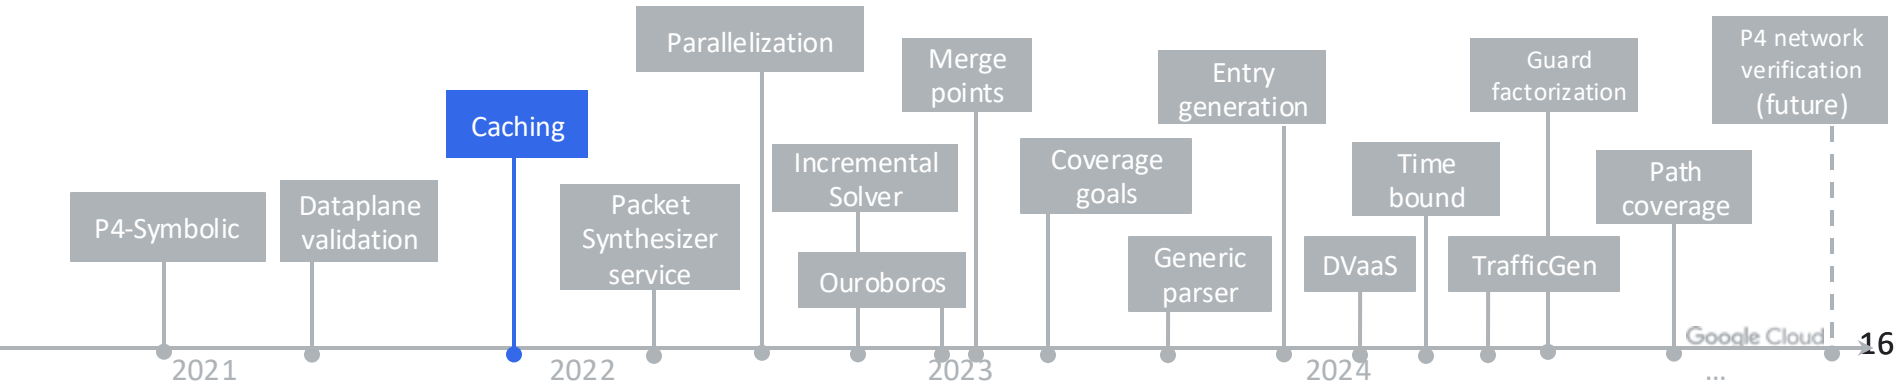 P4-Symbolic
Dataplane
validation
Caching
Packet
Synthesizer
service
Parallelization
Incremental
Solver
Ouroboros
Merge
points
Coverage
goals
Generic
parser
Entry
generation
DVaaS
Time
bound
TrafficGen
Guard
factorization
Path
coverage
P4 network
verification
(future)
Google Cloud
16
2021
2022
2023
2024
...